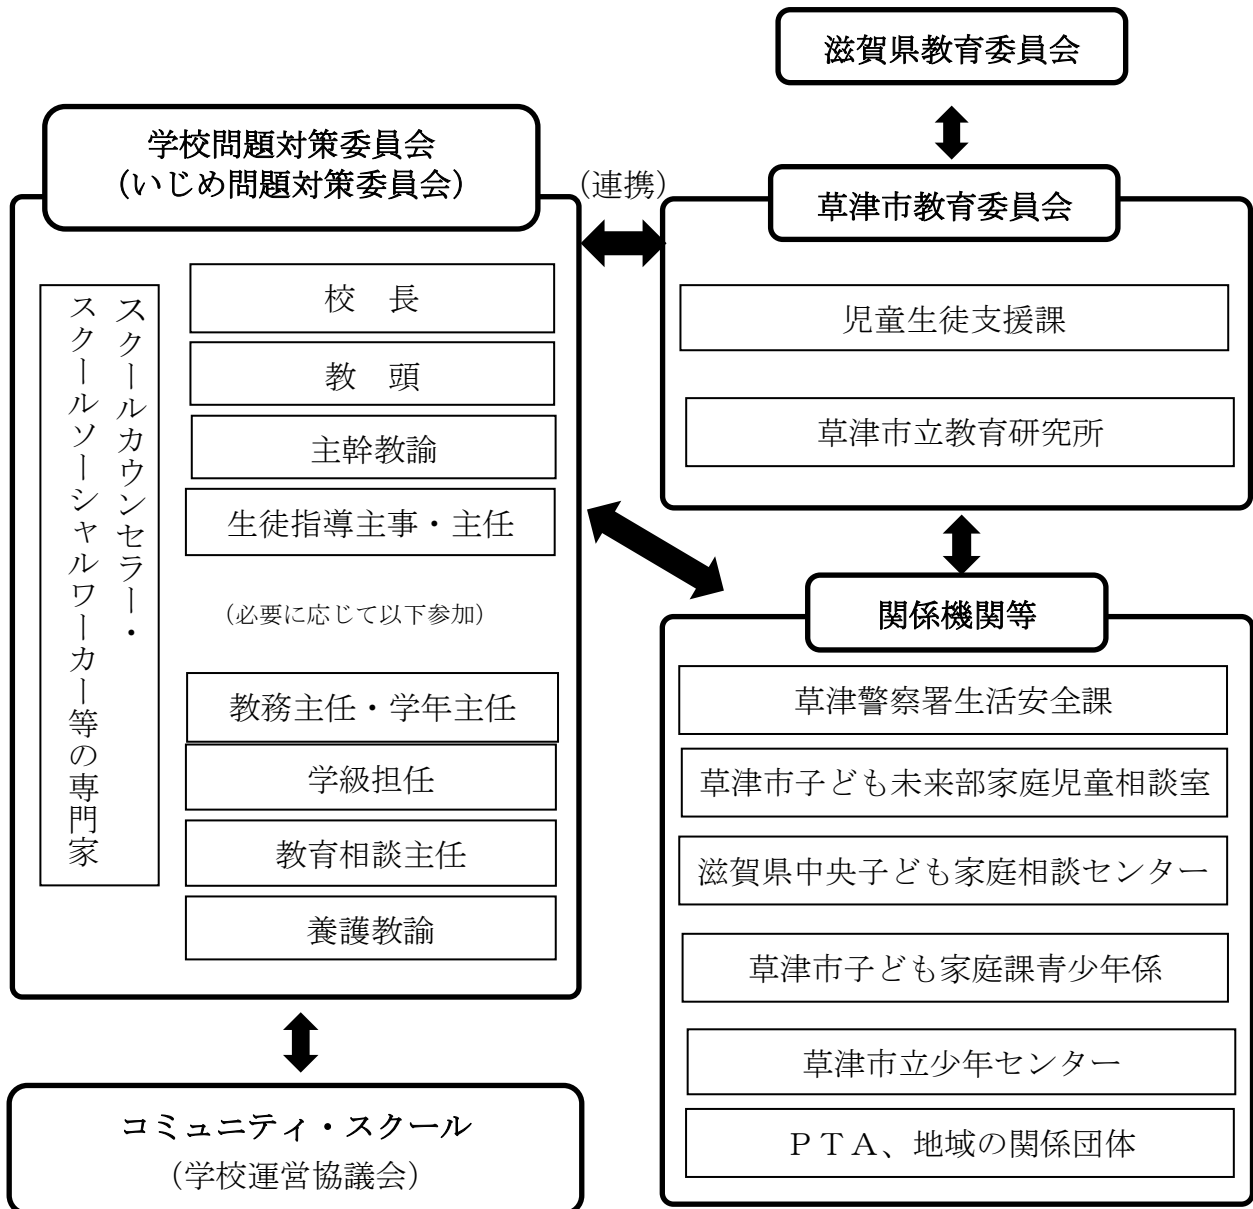 滋賀県教育委員会
学校問題対策委員会
（いじめ問題対策委員会）
（連携）
草津市教育委員会
スクールカウンセラー・
スクールソーシャルワーカー等の専門家
校　長
教　頭
主幹教諭
生徒指導主事・主任
（必要に応じて以下参加）
教務主任・学年主任
学級担任
教育相談主任
養護教諭
児童生徒支援課
草津市立教育研究所
関係機関等
草津警察署生活安全課
草津市子ども未来部家庭児童相談室
滋賀県中央子ども家庭相談センター
草津市子ども家庭課青少年係
草津市立少年センター
ＰＴＡ、地域の関係団体
コミュニティ・スクール
（学校運営協議会）